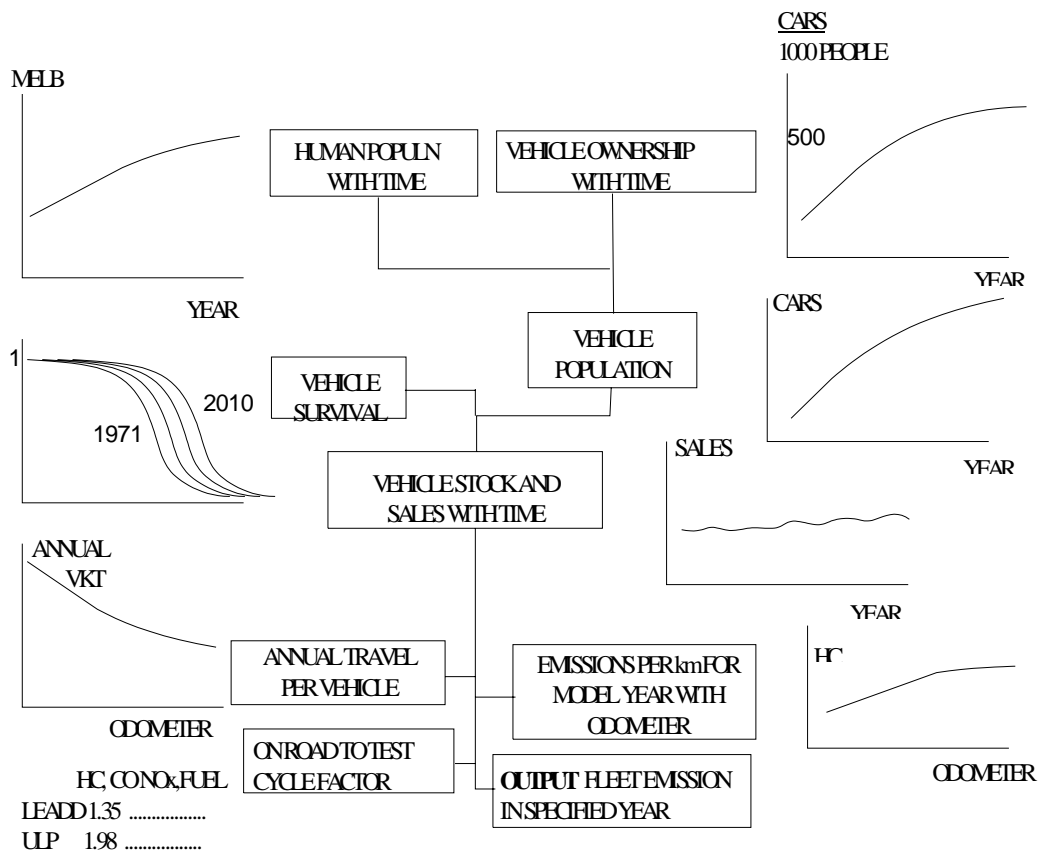 CARS
1000 PEOPLE
MELB
500
HUMAN POPULN
WITH TIME
VEHICLE OWNERSHIP
WITH TIME
YEAR
YEAR
CARS
1
2010
1971
VEHICLE
SURVIVAL
VEHICLE
POPULATION
SALES
YEAR
VEHICLE STOCK AND
SALES WITH TIME
ANNUAL
VKT
YEAR
HC
ANNUAL TRAVEL
PER VEHICLE
EMISSIONS PER km FOR
MODEL YEAR WITH
ODOMETER
ODOMETER
ON ROAD TO TEST
CYCLE FACTOR
ODOMETER
HC, CO NOx, FUEL
OUTPUT FLEET EMISSION
IN SPECIFIED YEAR
LEADD 1.35 .................
ULP 1.98 .................